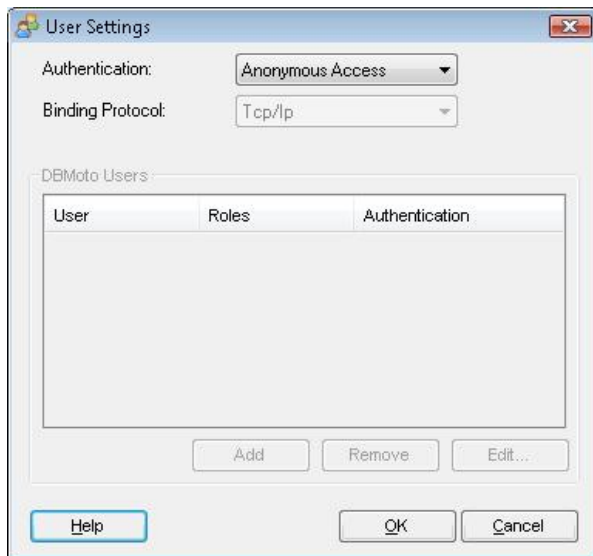 User Settings
Authentication: Anonymous Access
Binding Protocol: Tcp/Ip
DBMoto Users
User Roles Authentication
Add Remove Edit...
Help OK Cancel